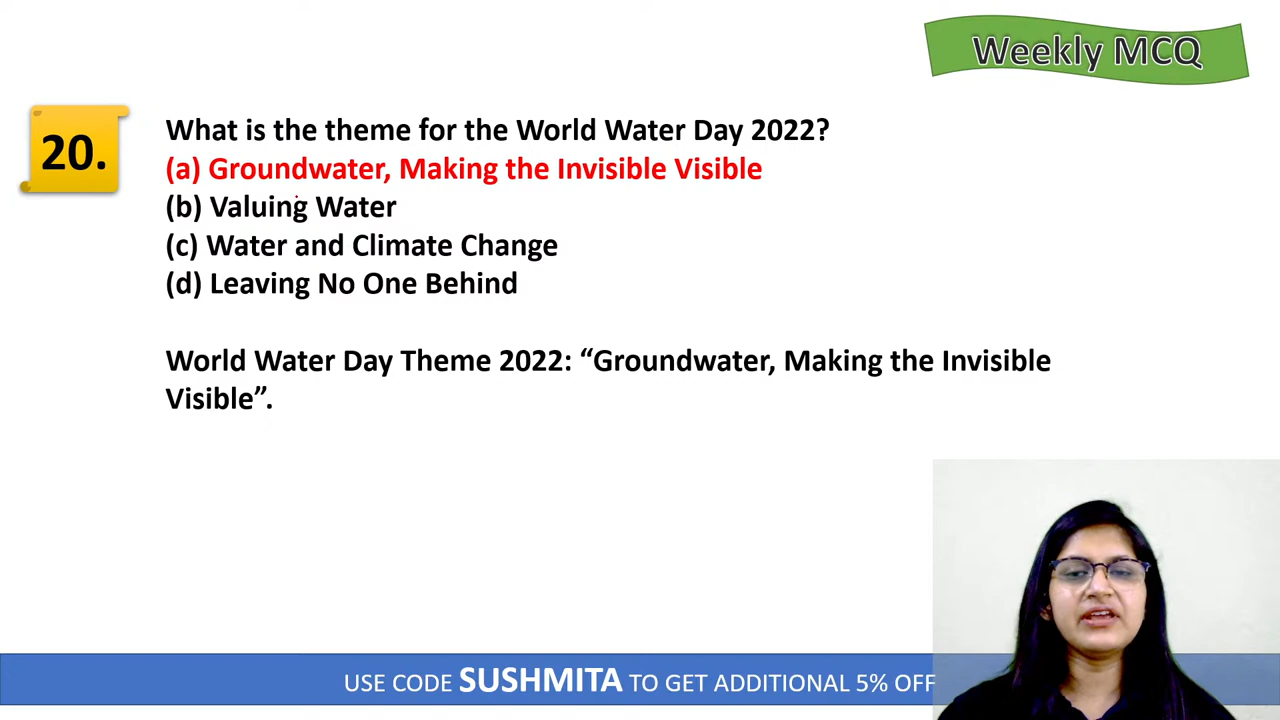 Weekly MCQ
20.
What is the theme for the World Water Day 2022?
(a) Groundwater, Making the Invisible Visible
(b) Valuing Water
(c) Water and Climate Change
(d) Leaving No One Behind
World Water Day Theme 2022: “Groundwater, Making the Invisible
Visible”.
USE CODE SUSHMITA TO GET ADDITIONAL 5% OFF